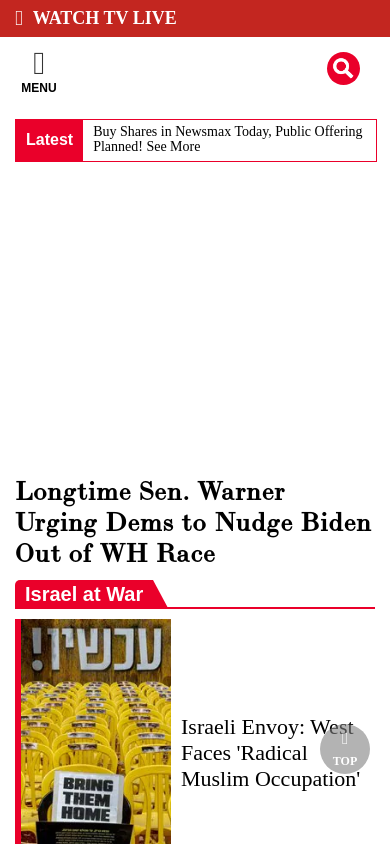 WATCH TV LIVE
MENU
Latest
Buy Shares in Newsmax Today, Public Offering
Planned! See More
Longtime Sen. Warner
Urging Dems to Nudge Biden
Out of WH Race
Israel at War
עכשיו!
BRING
THEM
HOME
Israeli Envoy: West
Faces 'Radical
Muslim Occupation'
TOP